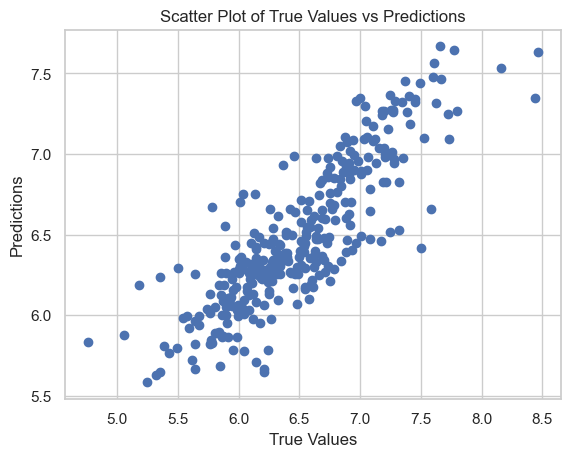 Scatter Plot of True Values vs Predictions
7.5
7.0
6.5
6.0
5.5
Predictions
5.0 5.5 6.0 6.5 7.0 7.5 8.0 8.5
True Values